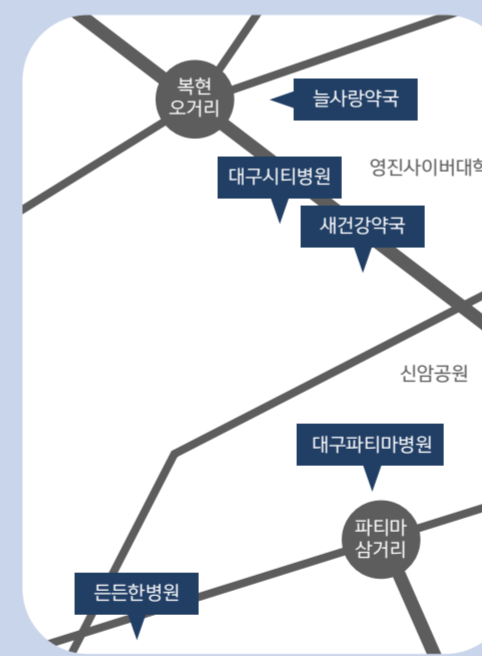 복현
오거리
늘사랑약국
대구시티병원
영진사이버대학
새건강약국
신암공원
대구파티마병원
파티마
삼거리
든든한병원